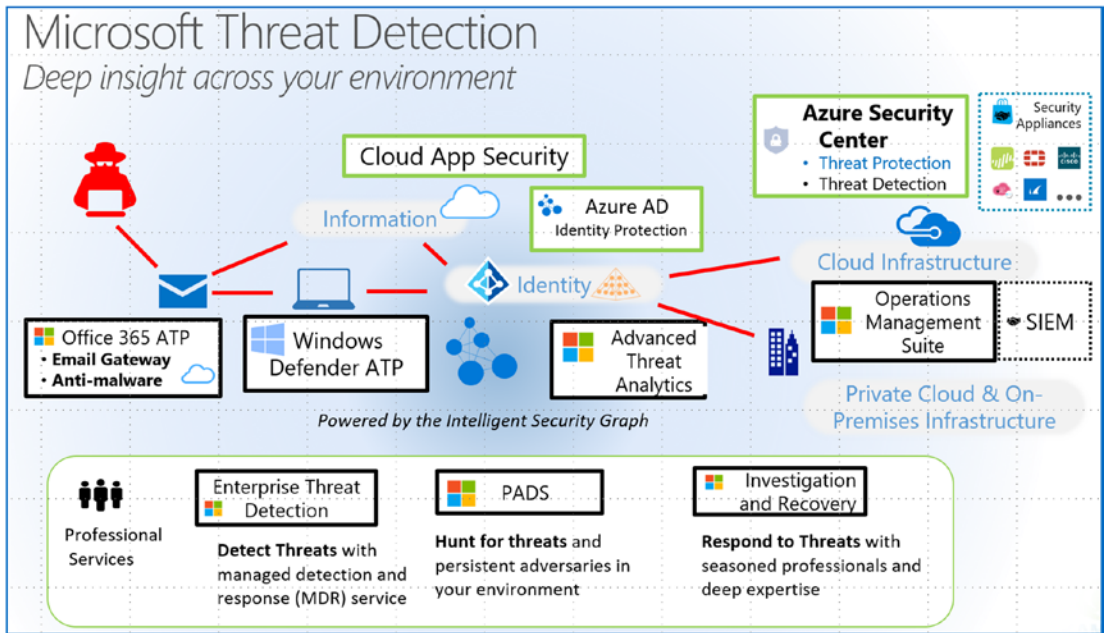 Microsoft Threat Detection
Deep insight across your environment
Cloud App Security
Azure Security
Center
• Threat Protection
• Threat Detection
Security
Appliances
CISCO
Information
Azure AD
Identity Protection
Identity
Cloud Infrastructure
Office 365 ATP
• Email Gateway
• Anti-malware
Windows
Defender ATP
Advanced
Threat
Analytics
Operations
Management
Suite
SIEM
Powered by the Intelligent Security Graph
Private Cloud & On-
Premises Infrastructure
Professional
Services
Enterprise Threat
Detection
Detect Threats with
managed detection and
response (MDR) service
PADS
Hunt for threats and
persistent adversaries in
your environment
Investigation
and Recovery
Respond to Threats with
seasoned professionals and
deep expertise